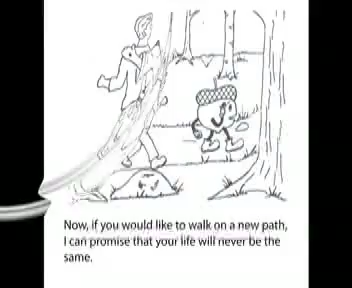 Now, if you would like to walk on a new path,
I can promise that your life will never be the
same.